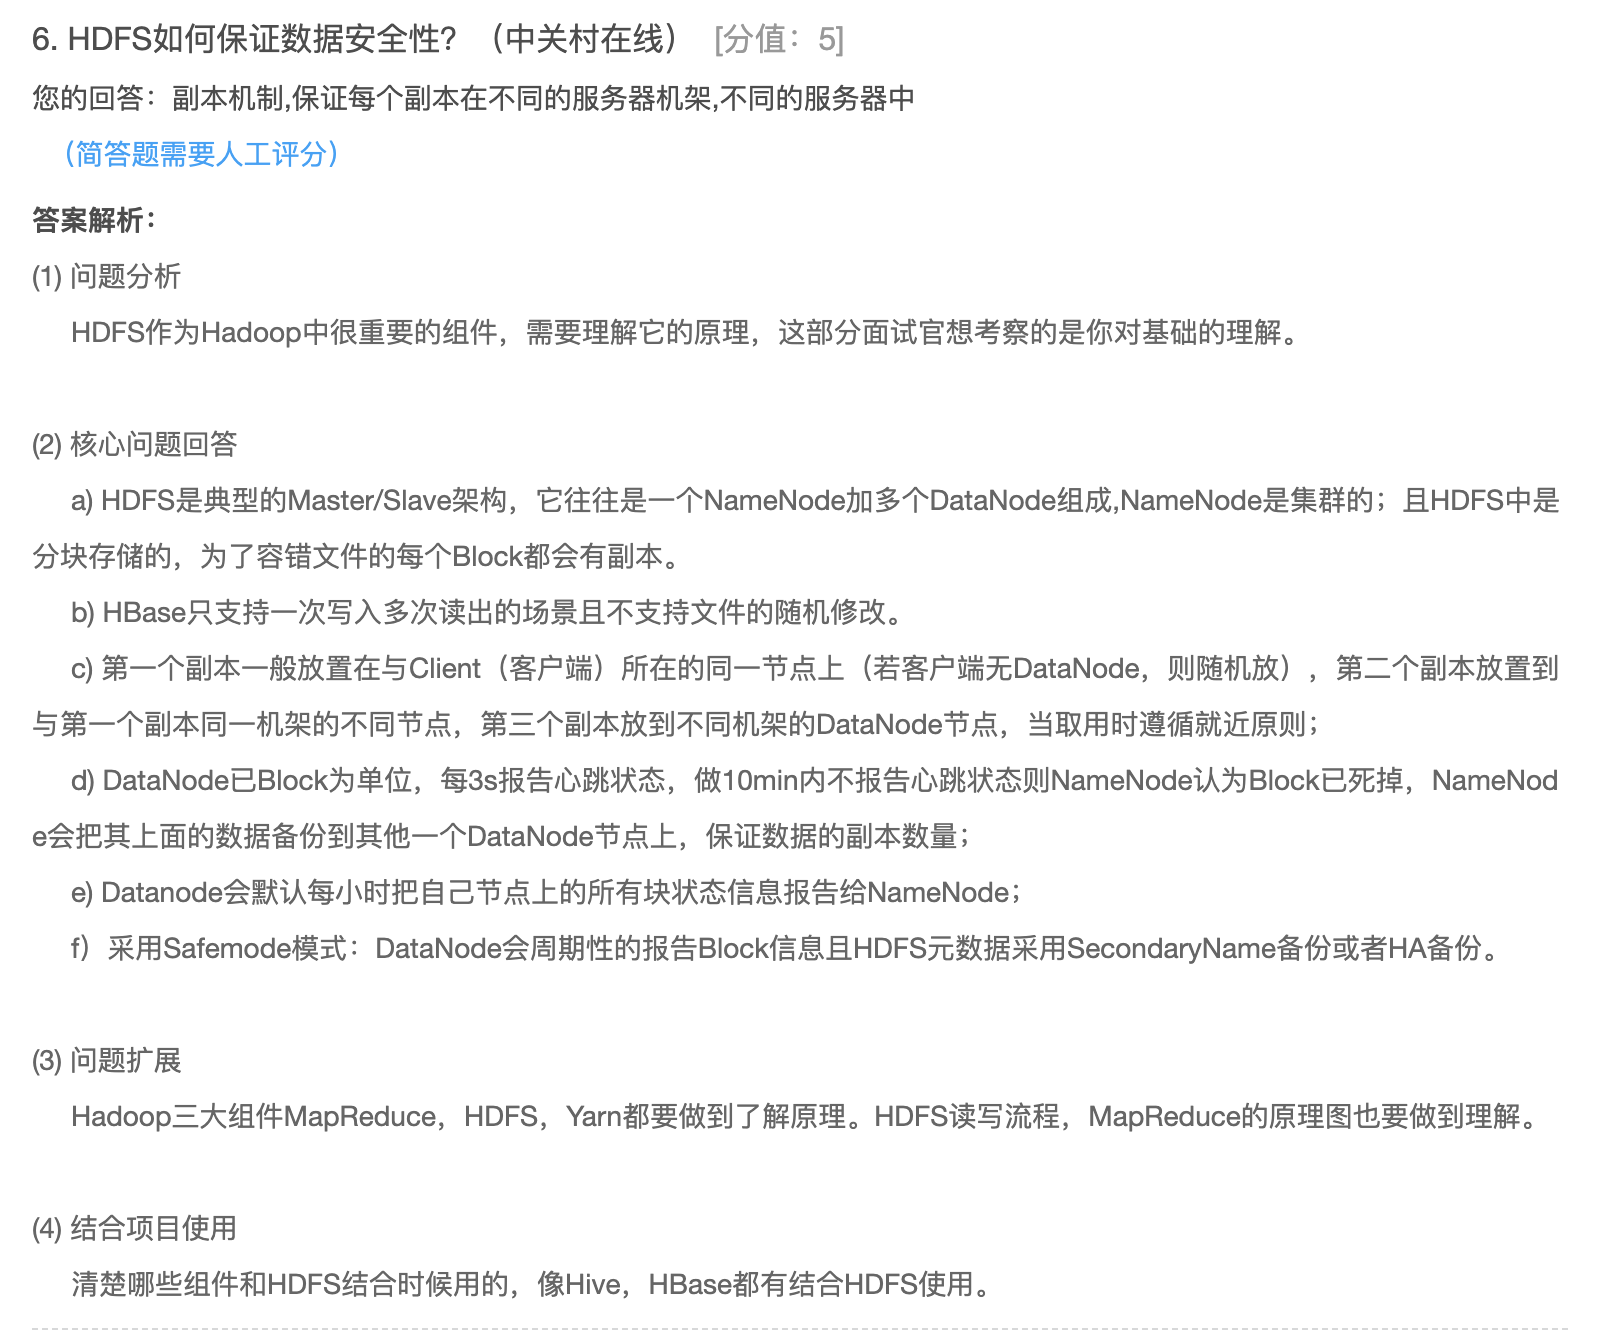 6. HDFS如何保证数据安全性？（中关村在线） [分值：5]
您的回答：副本机制,保证每个副本在不同的服务器机架,不同的服务器中
（简答题需要人工评分）
答案解析：
(1) 问题分析
HDFS作为Hadoop中很重要的组件，需要理解它的原理，这部分面试官想考察的是你对基础的理解。
(2) 核心问题回答
a) HDFS是典型的Master/Slave架构，它往往是一个NameNode加多个DataNode组成,NameNode是集群的；且HDFS中是
分块存储的，为了容错文件的每个Block都会有副本。
b) HBase只支持一次写入多次读出的场景且不支持文件的随机修改。
c) 第一个副本一般放置在与Client（客户端）所在的同一节点上（若客户端无DataNode，则随机放），第二个副本放置到
与第一个副本同一机架的不同节点，第三个副本放到不同机架的DataNode节点，当取用时遵循就近原则；
d) DataNode已Block为单位，每3s报告心跳状态，做10min内不报告心跳状态则NameNode认为Block已死掉，NameNod
e会把其上面的数据备份到其他一个DataNode节点上，保证数据的副本数量；
e) Datanode会默认每小时把自己节点上的所有块状态信息报告给NameNode；
f）采用Safemode模式：DataNode会周期性的报告Block信息且HDFS元数据采用SecondaryName备份或者HA备份。
(3) 问题扩展
Hadoop三大组件MapReduce，HDFS，Yarn都要做到了解原理。HDFS读写流程，MapReduce的原理图也要做到理解。
(4) 结合项目使用
清楚哪些组件和HDFS结合时候用的，像Hive，HBase都有结合HDFS使用。